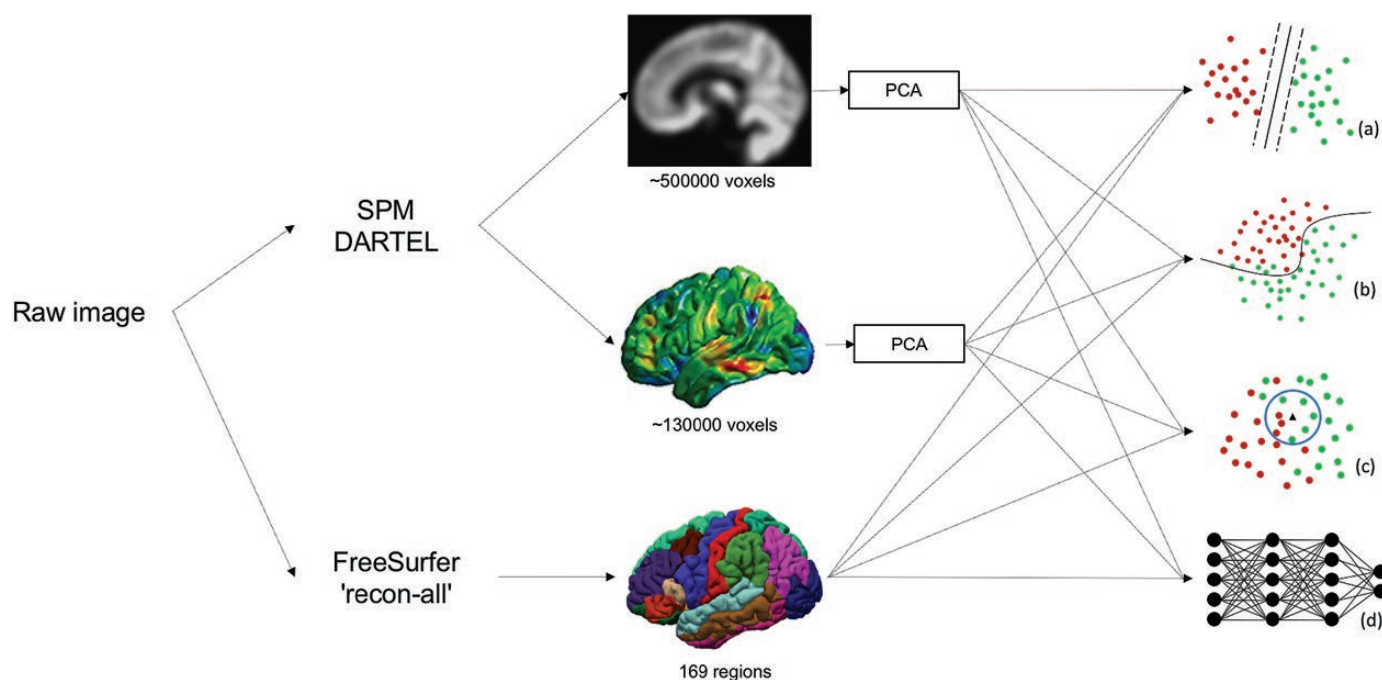 Raw image
SPM
DARTEL
FreeSurfer
'recon-all'
~500000 voxels
~130000 voxels
169 regions
PCA
PCA
(a)
(b)
(c)
(d)